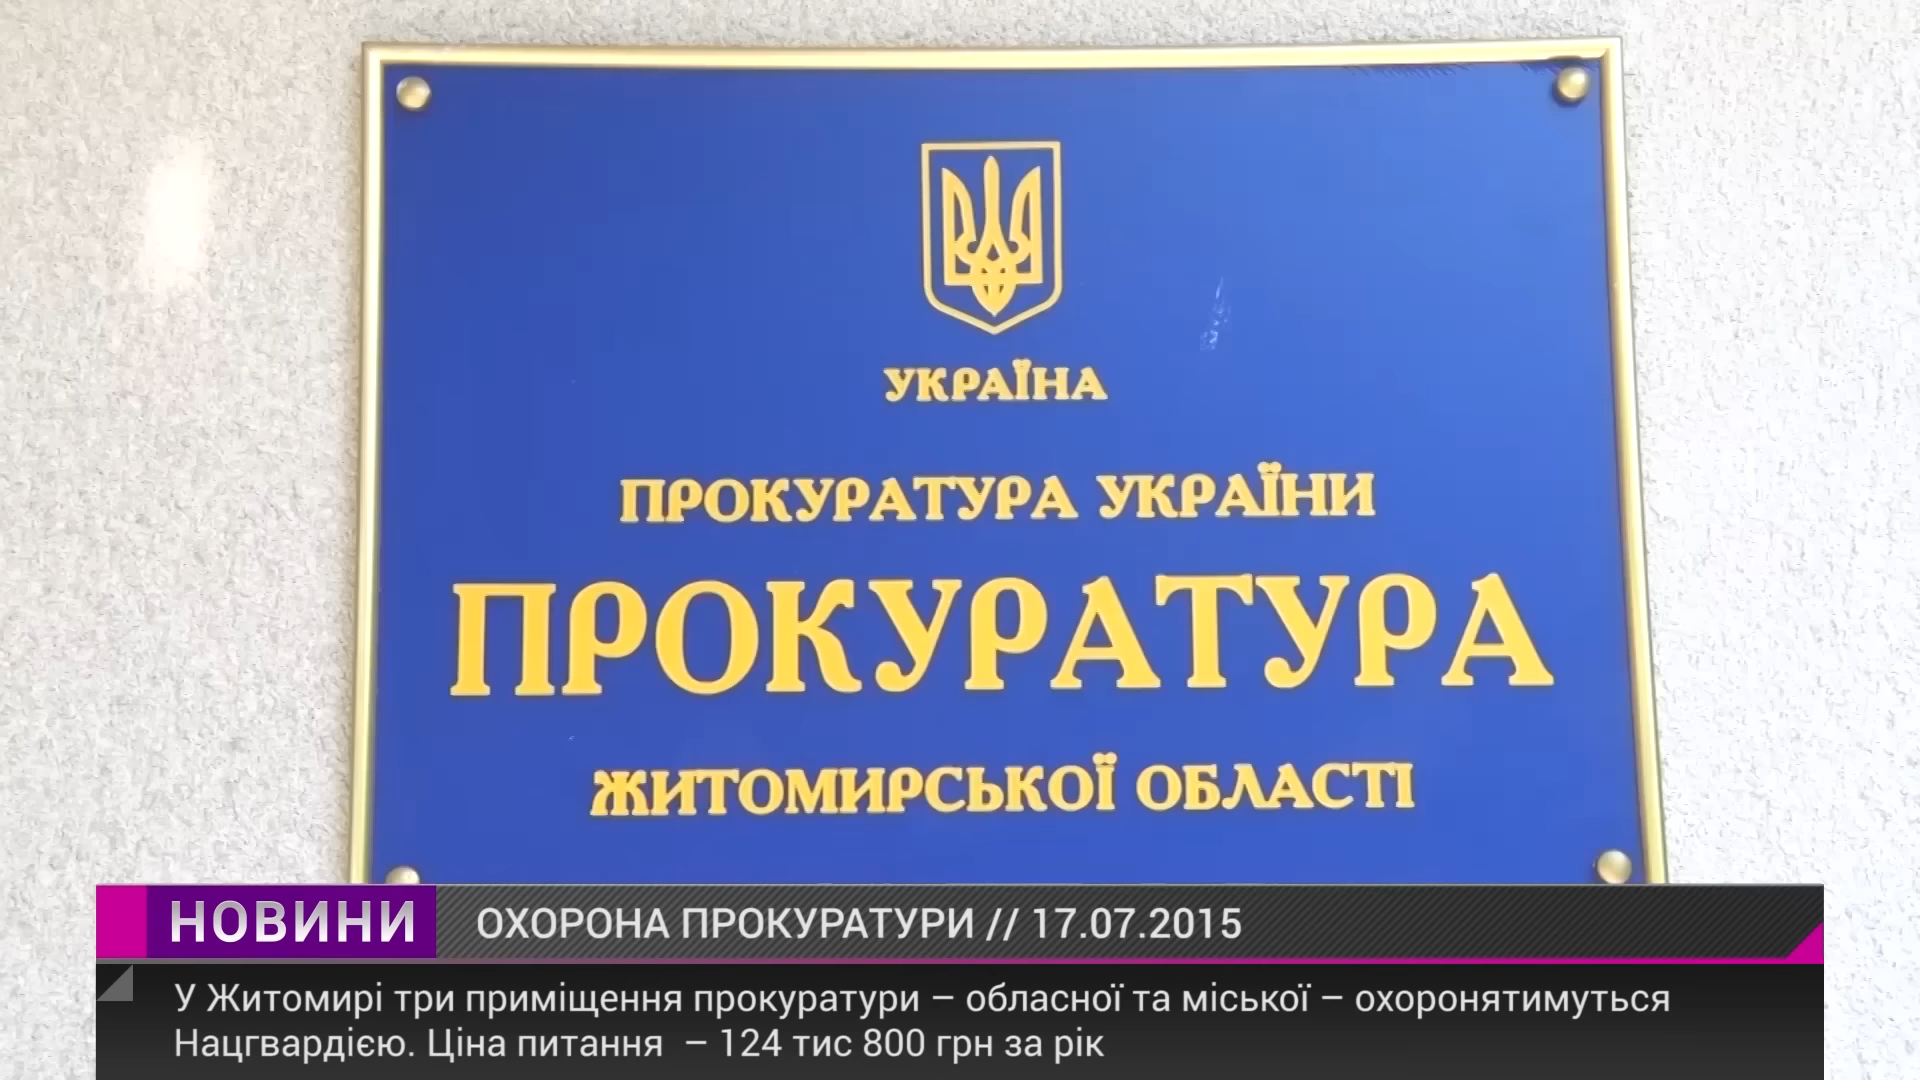 УКРАЇНА
ПРОКУРАТУРА УКРАЇНИ
ПРОКУРАТУРА
ЖИТОМИРСЬКОЇ ОБЛАСТІ
НОВИНИ
ОХОРОНА ПРОКУРАТУРИ // 17.07.2015
У Житомирі три приміщення прокуратури – обласної та міської – охоронятимуться
Нацгвардією. Ціна питання – 124 тис 800 грн за рік